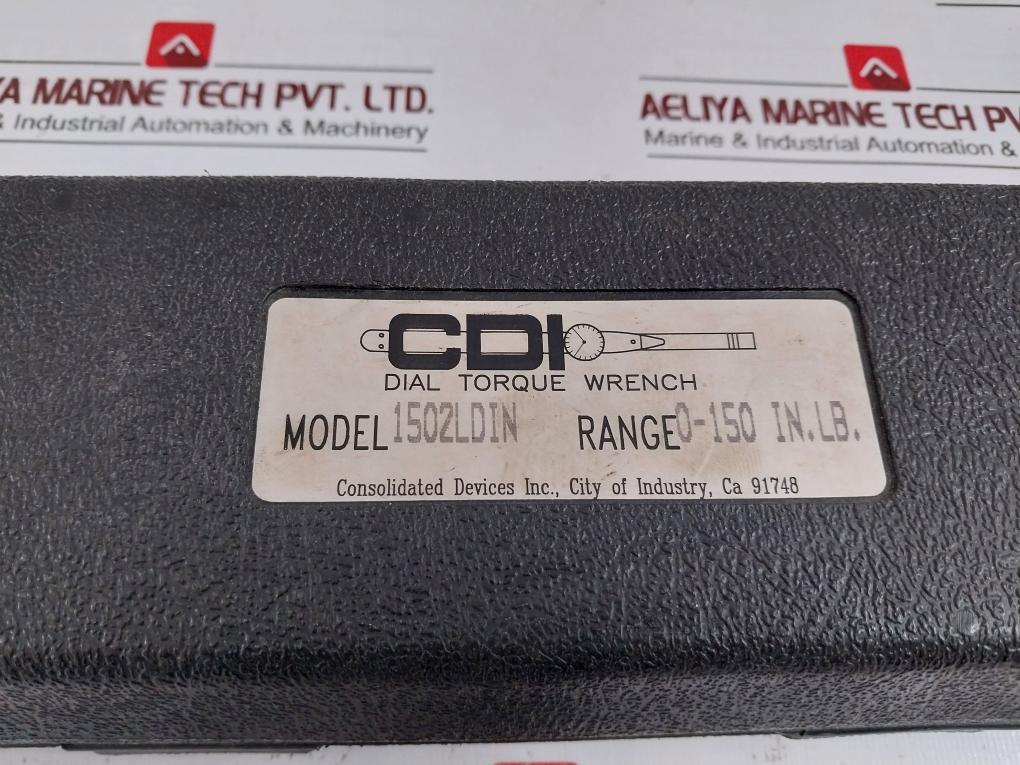 YA MARINE TECH PVT. LTD.
& Industrial Automation & Machinery
AELIYA MARINE TECH PV
Marine & Industrial Automation &
CDI
DIAL TORQUE WRENCH
MODEL 1502LDIN RANGE 0-150 IN.LB.
Consolidated Devices Inc., City of Industry, Ca 91748